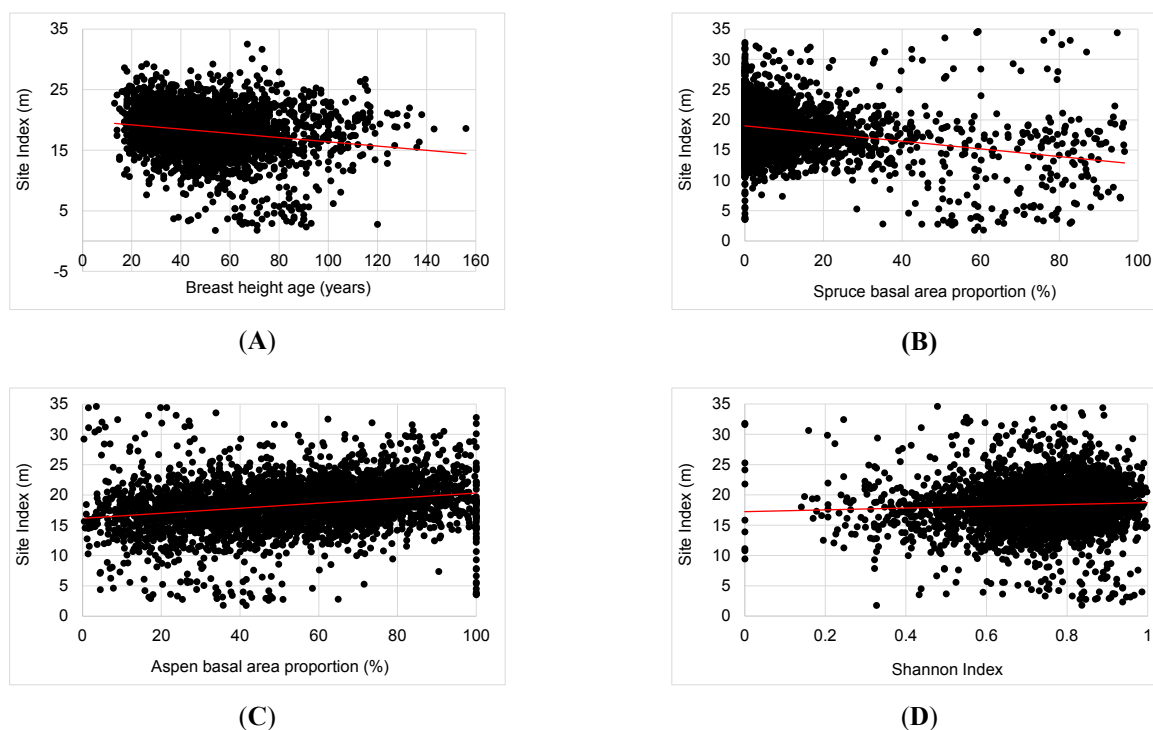 35
25
15
5
-5
Site Index (m)
0 20 40 60 80 100 120 140 160
Breast height age (years)
(A)
35
30
25
20
15
10
5
0
Site Index (m)
0 20 40 60 80 100
Spruce basal area proportion (%)
(B)
35
30
25
20
15
10
5
0
Site Index (m)
0 20 40 60 80 100
Aspen basal area proportion (%)
(C)
35
30
25
20
15
10
5
0
Site Index (m)
0 0.2 0.4 0.6 0.8 1
Shannon Index
(D)